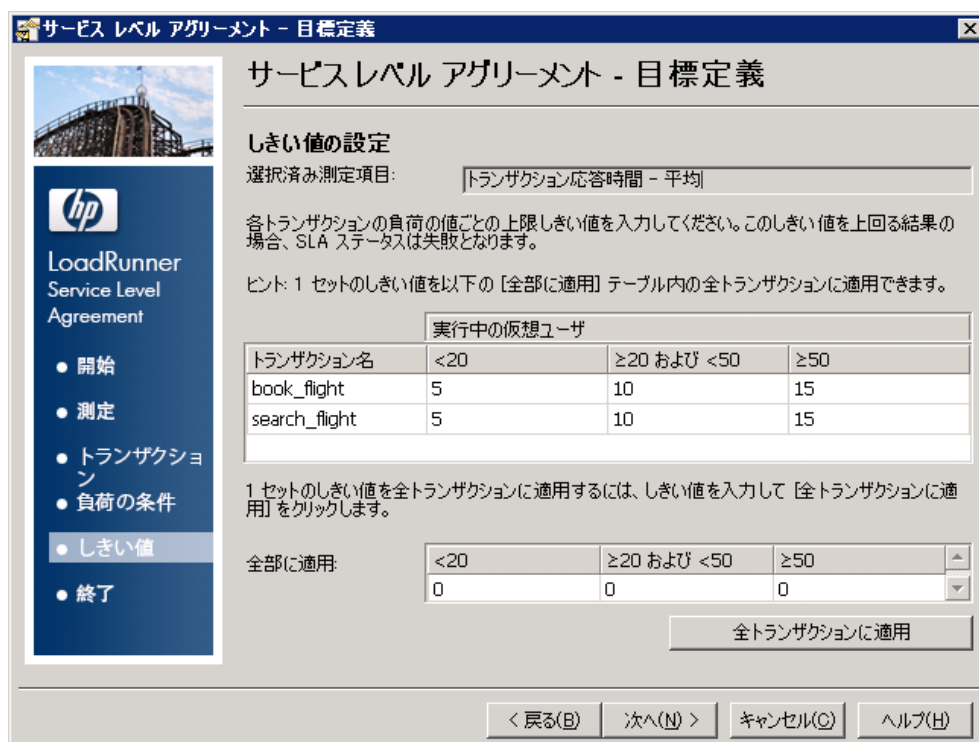 サービス レベル アグリーメント - 目標定義
サービス レベル アグリーメント - 目標定義
しきい値の設定
選択済み測定項目:
トランザクション応答時間 - 平均
各トランザクションの負荷の値ごとの上限しきい値を入力してください。このしきい値を上回る結果の
場合、SLA ステータスは失敗となります。
ヒント: 1 セットのしきい値を以下の [全部に適用] テーブル内の全トランザクションに適用できます。
hp
LoadRunner
Service Level
Agreement
開始
測定
トランザクショ
ン
負荷の条件
しきい値
終了
実行中の仮想ユーザ
トランザクション名 <20 ≥20 および <50 ≥50
book_flight 5 10 15
search_flight 5 10 15
1 セットのしきい値を全トランザクションに適用するには、しきい値を入力して [全トランザクションに適
用] をクリックします。
全部に適用:
<20 ≥20 および <50 ≥50
0 0 0
全トランザクションに適用
< 戻る(B) 次へ(N) > キャンセル(C) ヘルプ(H)